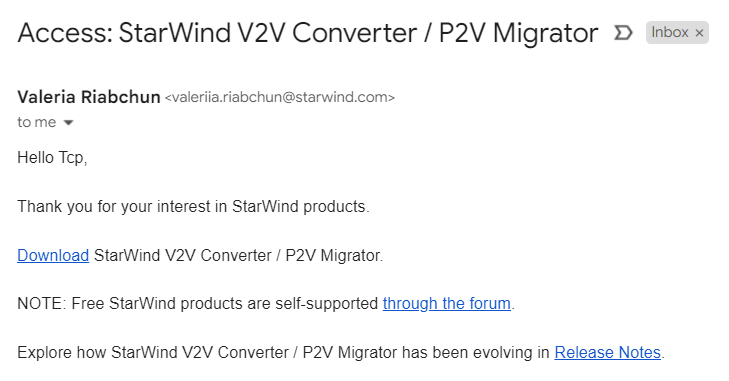 Access: StarWind V2V Converter / P2V Migrator Inbox ×
Valeria Riabchun <valeriia.riabchun@starwind.com>
to me
Hello Tcp,
Thank you for your interest in StarWind products.
Download StarWind V2V Converter / P2V Migrator.
NOTE: Free StarWind products are self-supported through the forum.
Explore how StarWind V2V Converter / P2V Migrator has been evolving in Release Notes.